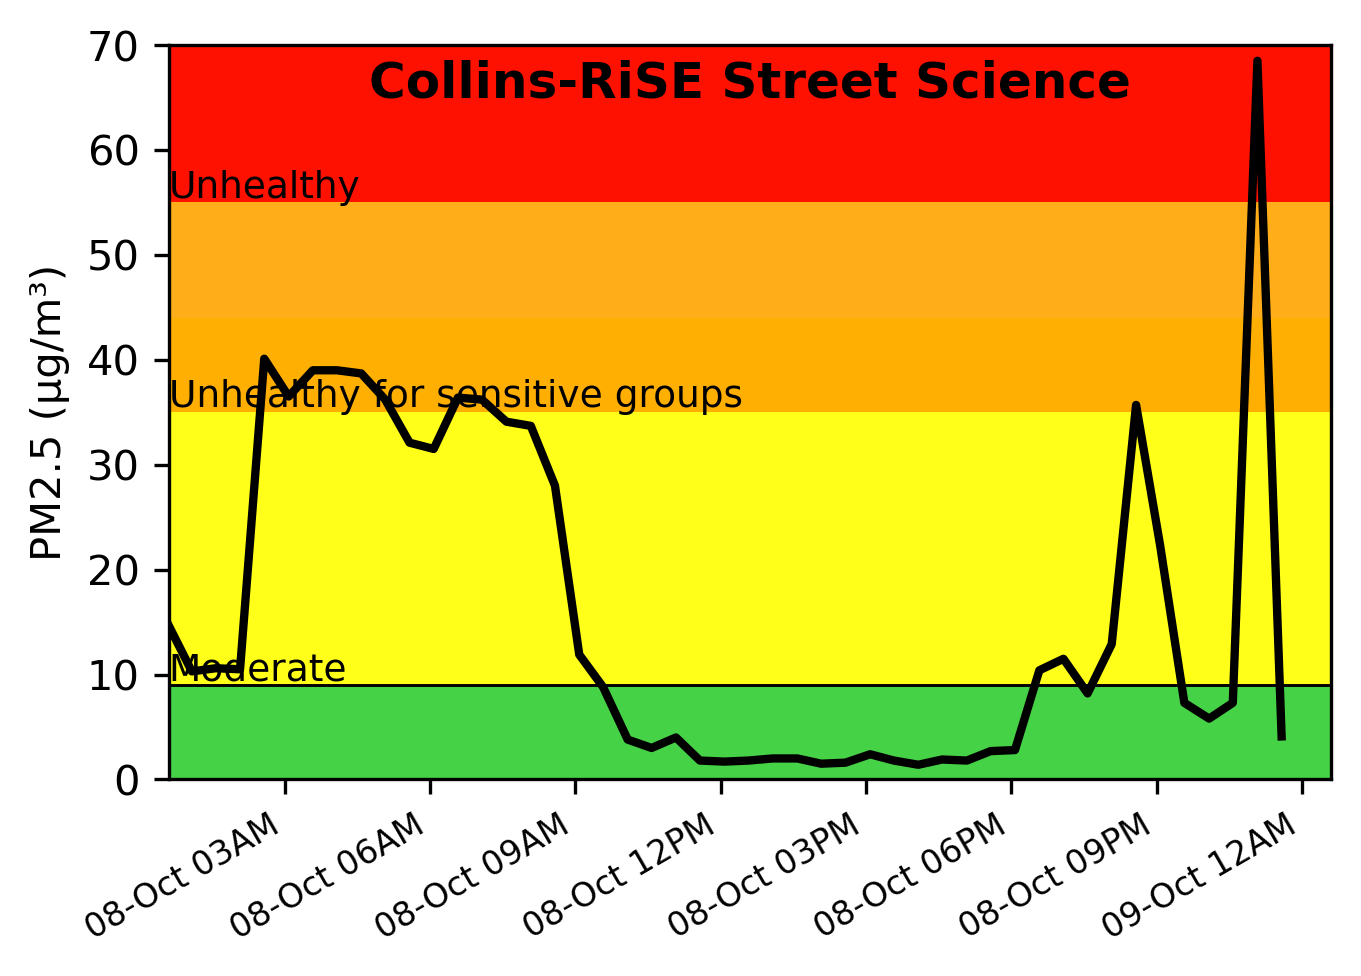 Collins-RiSE Street Science
70
60
Unhealthy
50
40
Unhealthy for sensitive groups
30
20
Moderate
10
0
PM2.5 (µg/m³)
08-Oct 03AM
08-Oct 06AM
08-Oct 09AM
08-Oct 12PM
08-Oct 03PM
08-Oct 06PM
08-Oct 09PM
09-Oct 12AM